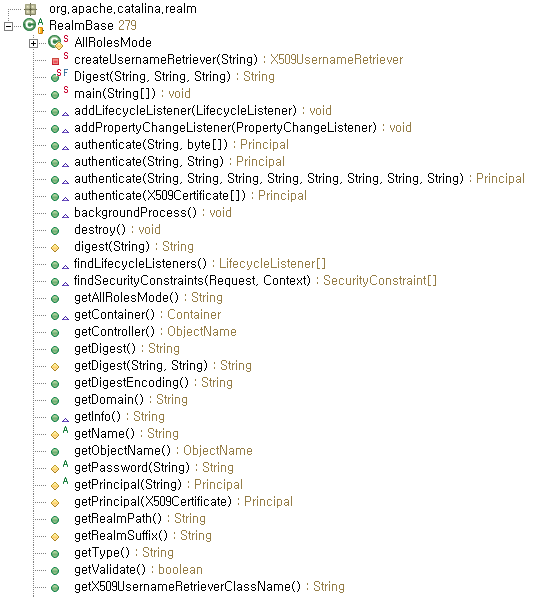 org.apache.catalina.realm
RealmBase 279
AllRolesMode
createUsernameRetriever(String) : X509UsernameRetriever
Digest(String, String, String) : String
main(String[]) : void
addLifecycleListener(LifecycleListener) : void
addPropertyChangeListener(PropertyChangeListener) : void
authenticate(String, byte[]) : Principal
authenticate(String, String) : Principal
authenticate(String, String, String, String, String, String, String, String) : Principal
authenticate(X509Certificate[]) : Principal
backgroundProcess() : void
destroy() : void
digest(String) : String
findLifecycleListeners() : LifecycleListener[]
findSecurityConstraints(Request, Context) : SecurityConstraint[]
getAllRolesMode() : String
getContainer() : Container
getController() : ObjectName
getDigest() : String
getDigest(String, String) : String
getDigestEncoding() : String
getDomain() : String
getInfo() : String
getName() : String
getObjectName() : ObjectName
getPassword(String) : String
getPrincipal(String) : Principal
getPrincipal(X509Certificate) : Principal
getRealmPath() : String
getRealmSuffix() : String
getType() : String
getValidate() : boolean
getX509UsernameRetrieverClassName() : String